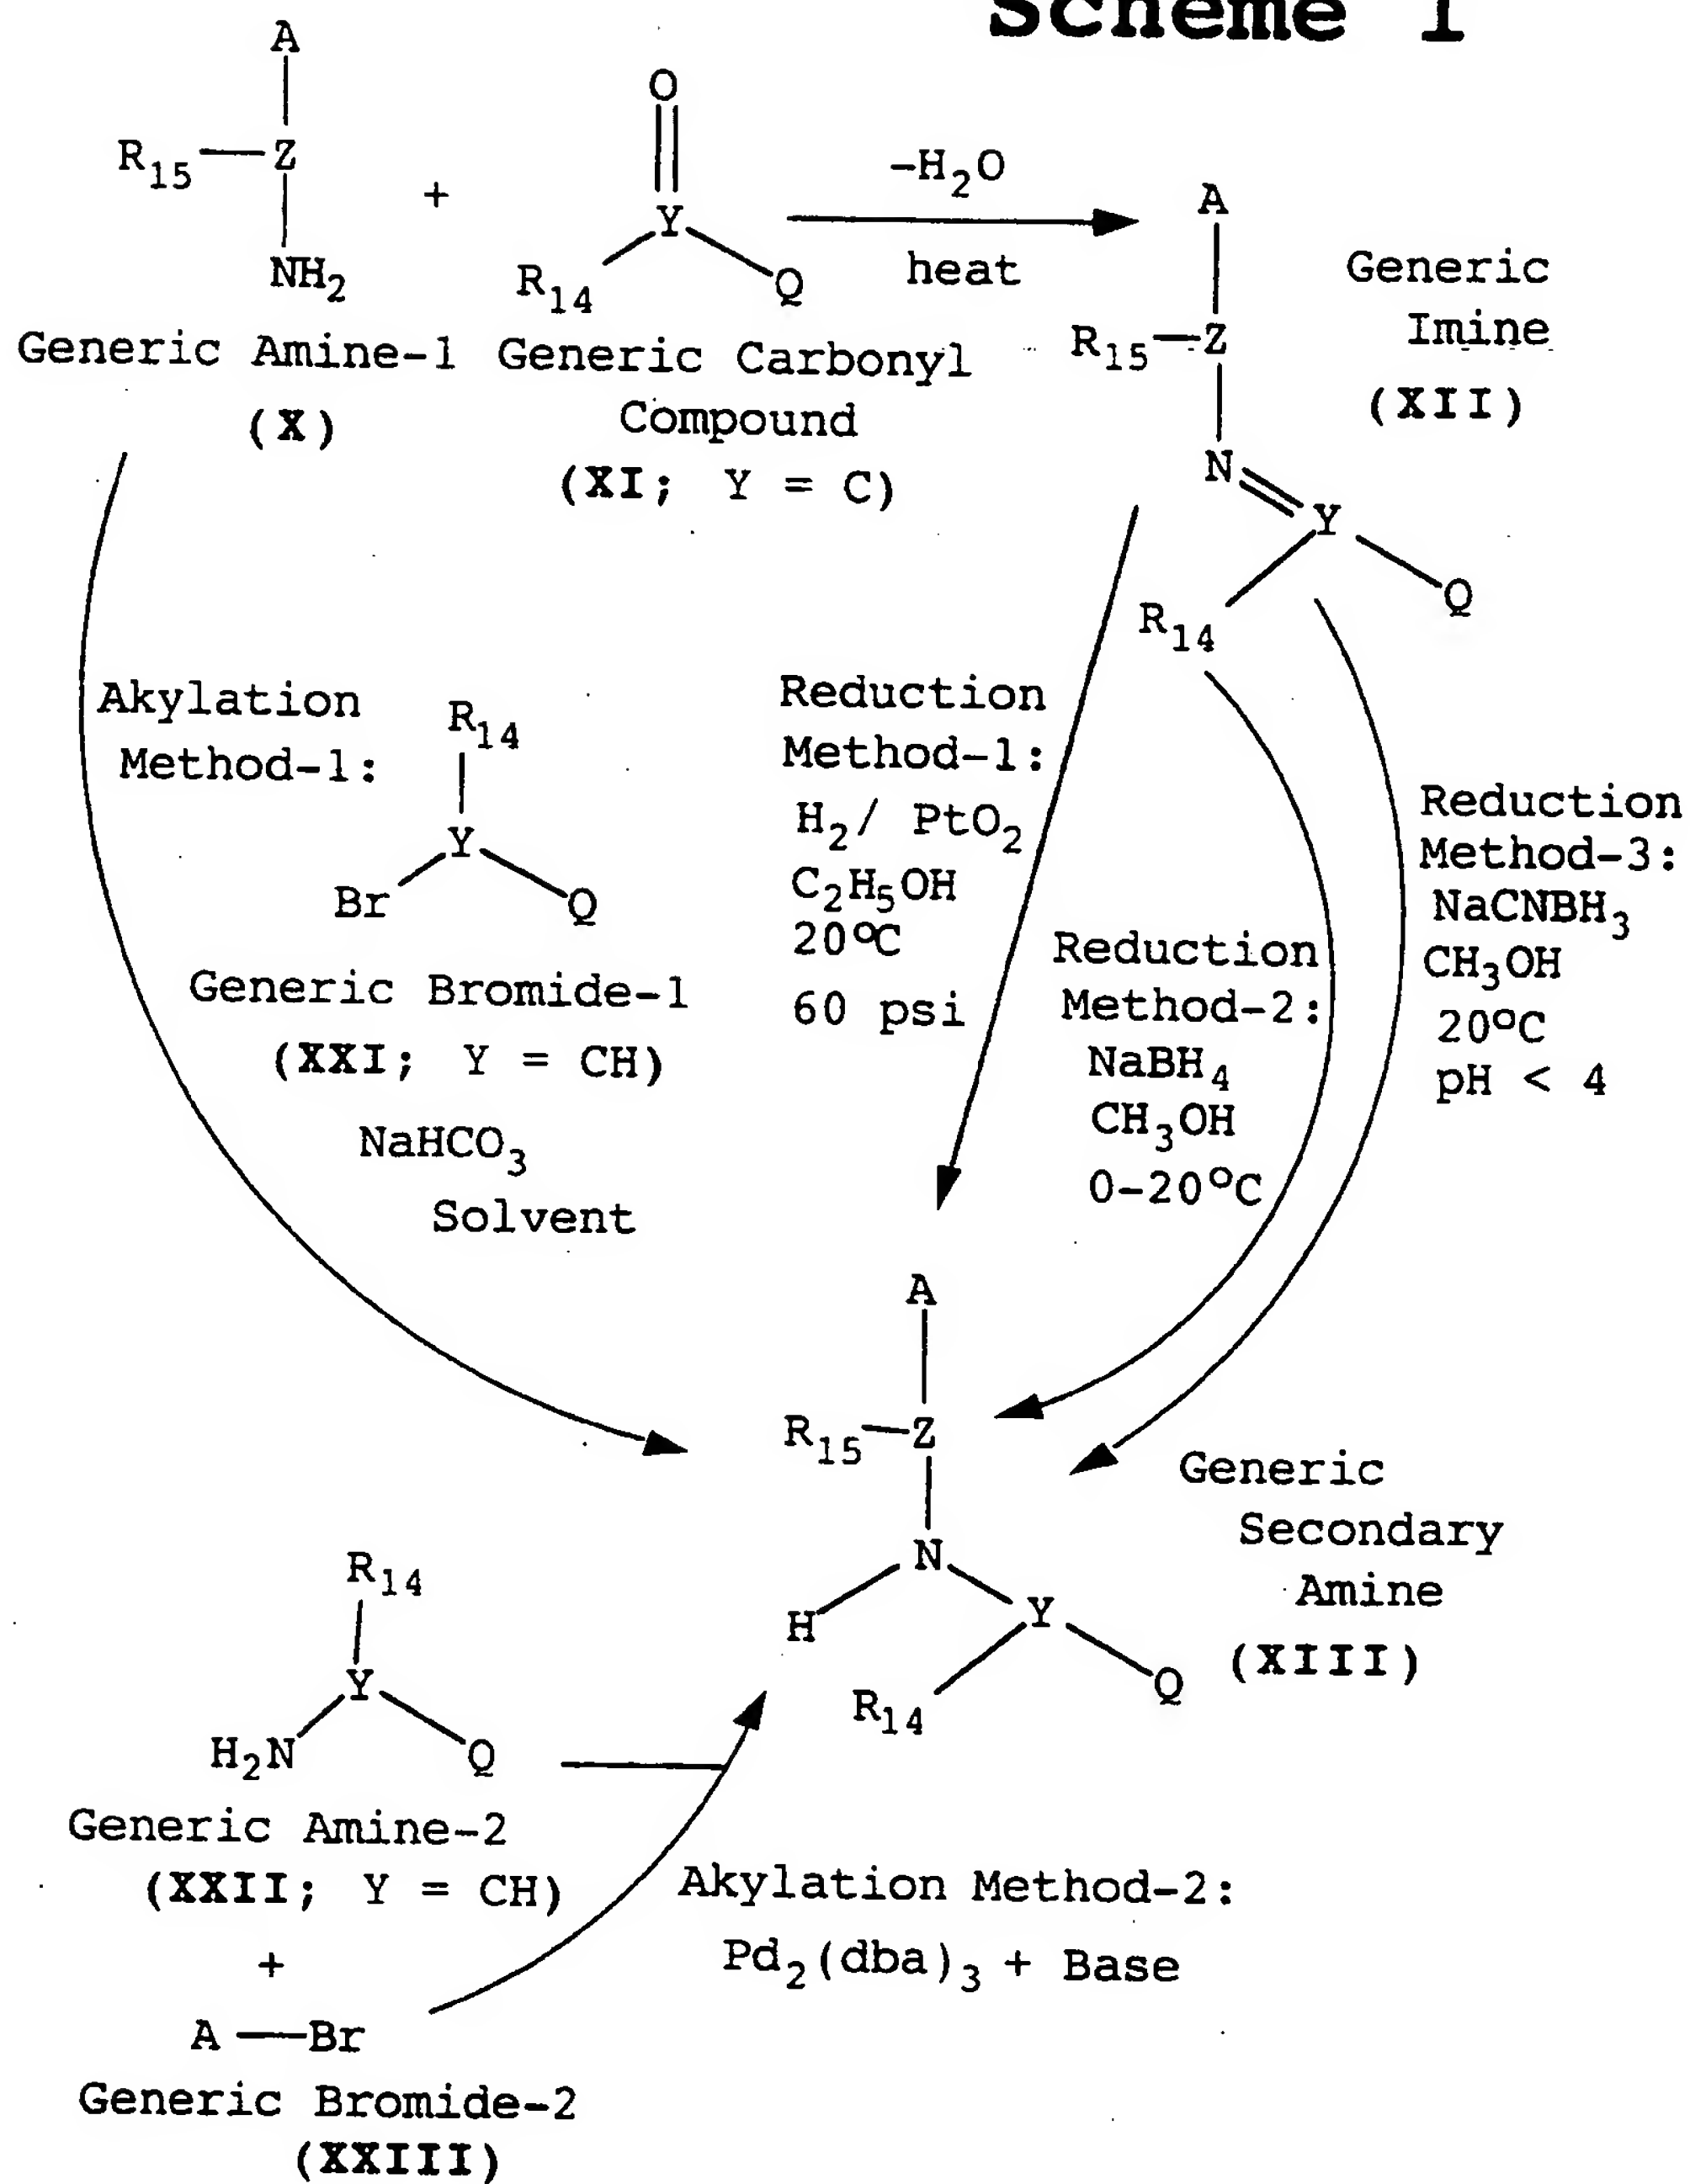 Scheme 1
A
O
R15—Z
+
-H2O
A
Y
NH2
R14
Q
heat
Generic
Imine
(XII)
Generic Amine-1
(X)
Generic Carbonyl
Compound
(XI; Y = C)
R15—Z
N
Y
Q
R14
Akylation
Method-1:
R14
Y
Br
Q
Generic Bromide-1
(XXI; Y = CH)
NaHCO3
Solvent
Reduction
Method-1:
H2/ PtO2
C2H5OH
20°C
60 psi
Reduction
Method-2:
NaBH4
CH3OH
0-20°C
Reduction
Method-3:
NaCNBH3
CH3OH
20°C
pH < 4
A
R15—Z
N
H
Y
R14
Q
Generic
Secondary
Amine
(XIII)
R14
Y
H2N
Q
Generic Amine-2
(XXII; Y = CH)
+
A—Br
Generic Bromide-2
(XXIII)
Akylation Method-2:
Pd2(dba)3 + Base